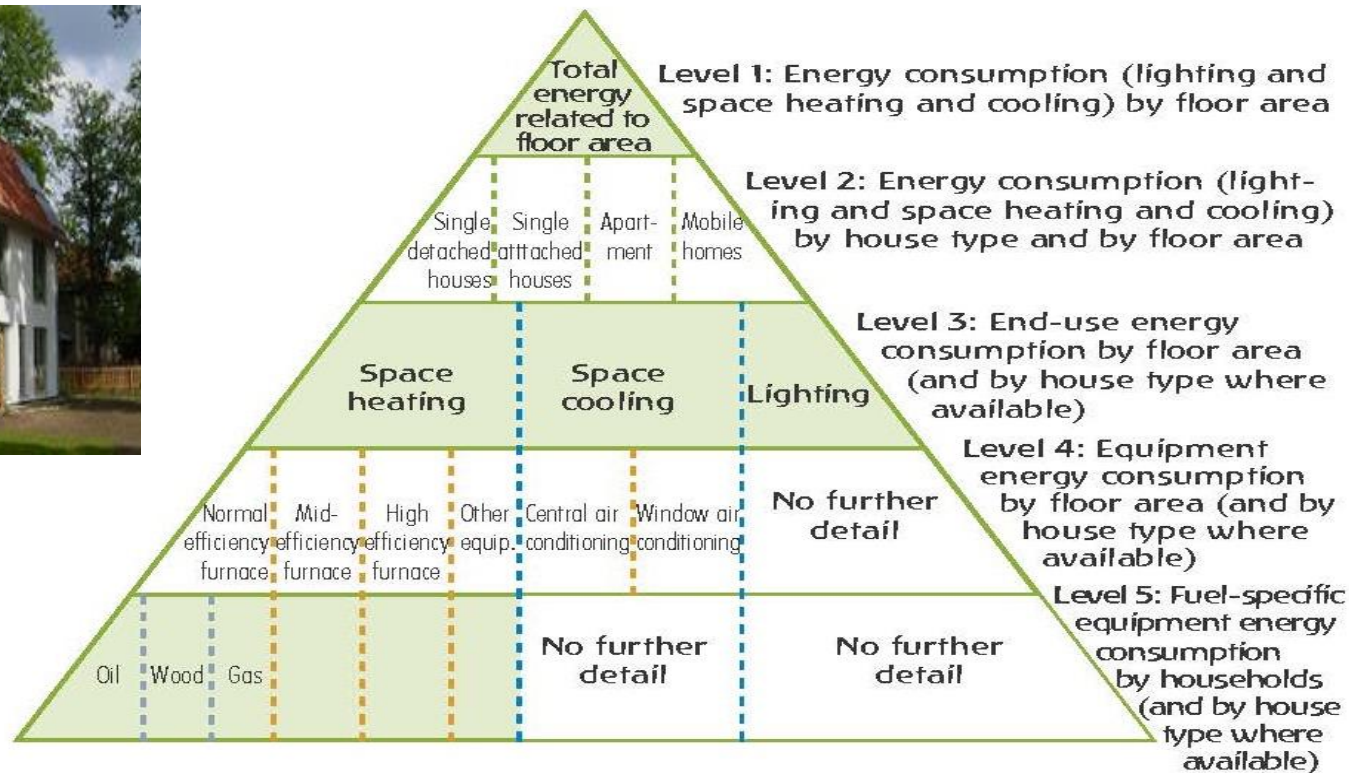 Total
energy
related to
floor area
Level 1: Energy consumption (lighting and
space heating and cooling) by floor area
Single
detached
houses
Single
atttached
houses
Apart-
ment
Mobile
homes
Level 2: Energy consumption (light-
ing and space heating and cooling)
by house type and by floor area
Space
heating
Space
cooling
Lighting
Level 3: End-use energy
consumption by floor area
(and by house type where
available)
Normal
efficiency
furnace
Mid-
efficiency
furnace
High
efficiency
furnace
Other
equip.
Central air
conditioning
Window air
conditioning
No further
detail
Level 4: Equipment
energy consumption
by floor area (and by
house type where
available)
Oil
Wood
Gas
No further
detail
No further
detail
Level 5: Fuel-specific
equipment energy
consumption
by households
(and by house
type where
available)